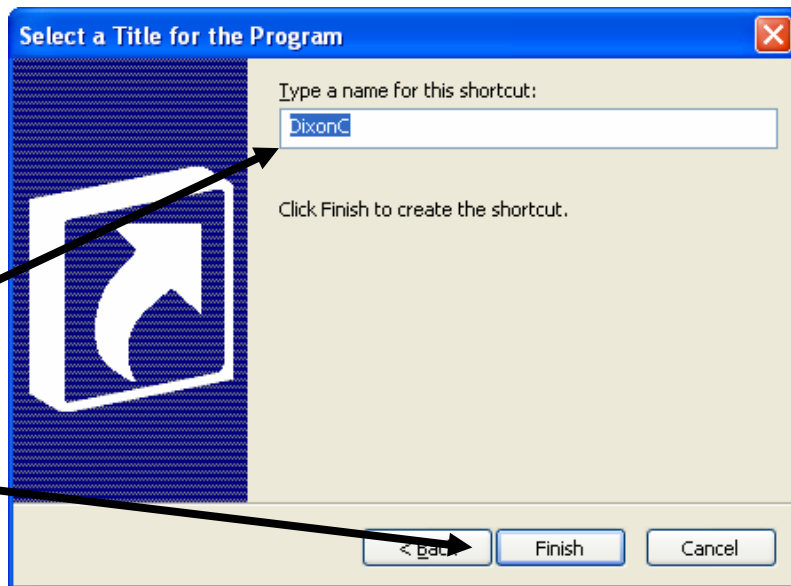 Select a Title for the Program
Type a name for this shortcut:
DixonC
Click Finish to create the shortcut.
< Back Finish Cancel